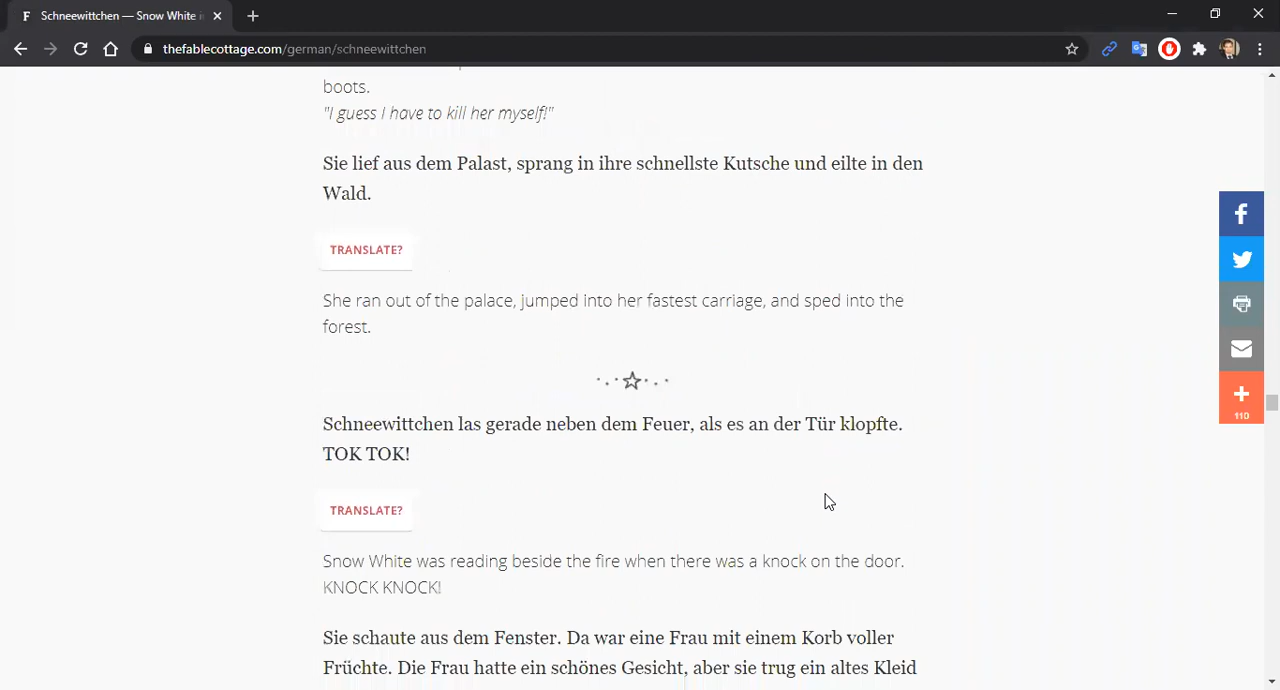 Schneewittchen — Snow White i
thefablecottage.com/german/schneewittchen
boots.
"I guess I have to kill her myself!"
Sie lief aus dem Palast, sprang in ihre schnellste Kutsche und eilte in den
Wald.
TRANSLATE?
She ran out of the palace, jumped into her fastest carriage, and sped into the
forest.
Schneewittchen las gerade neben dem Feuer, als es an der Tür klopfte.
TOK TOK!
TRANSLATE?
Snow White was reading beside the fire when there was a knock on the door.
KNOCK KNOCK!
Sie schaute aus dem Fenster. Da war eine Frau mit einem Korb voller
Früchte. Die Frau hatte ein schönes Gesicht, aber sie trug ein altes Kleid
110